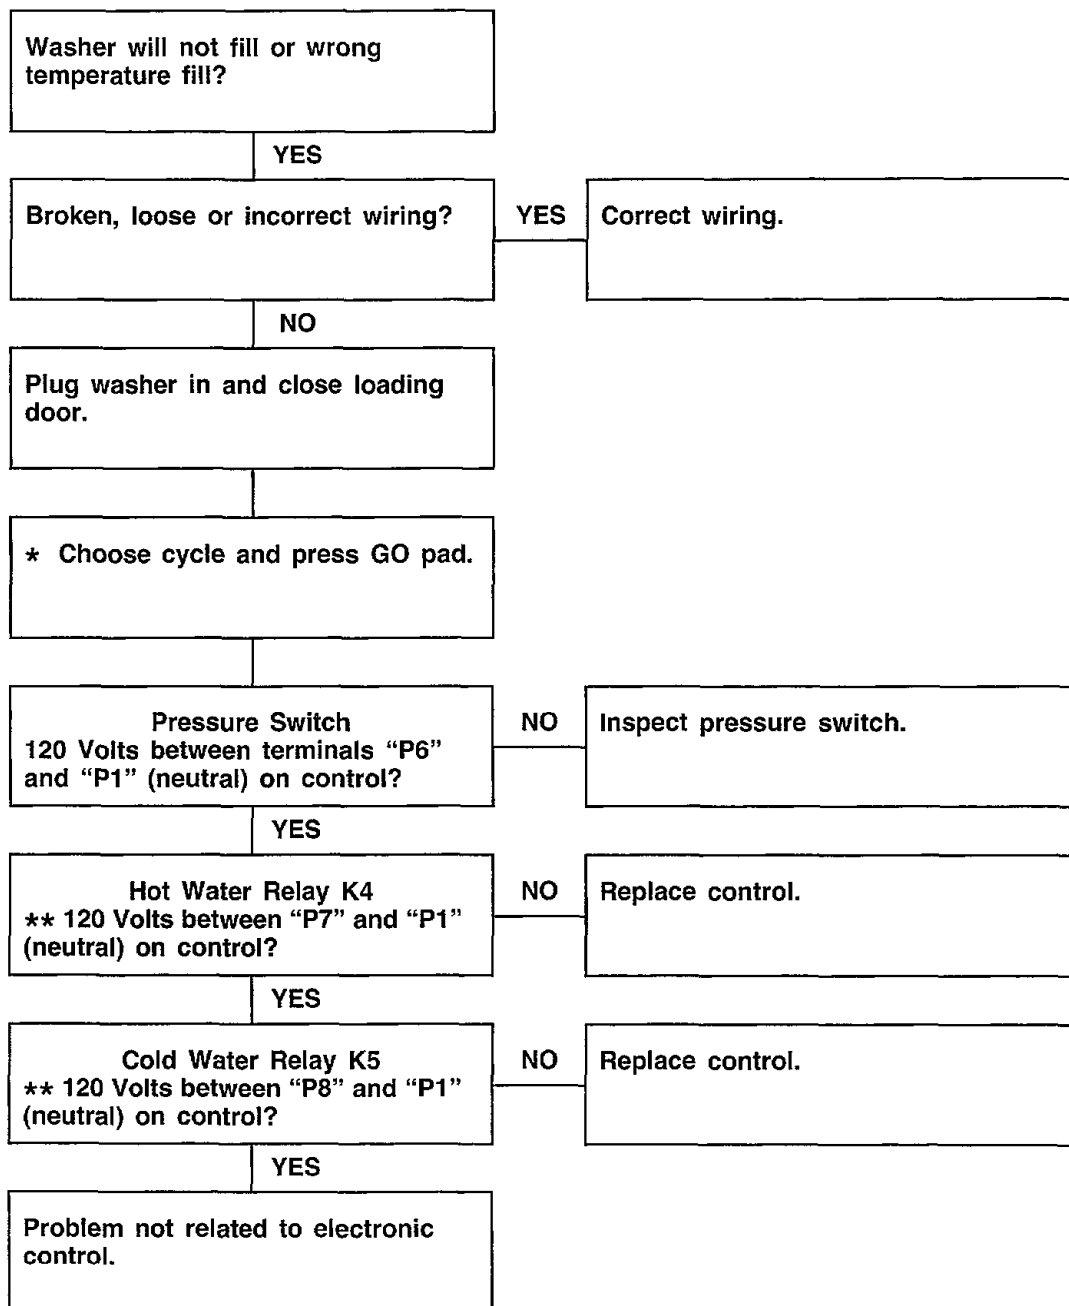 Washer will not fill or wrong
temperature fill?
YES
Broken, loose or incorrect wiring?
YES
Correct wiring.
NO
Plug washer in and close loading
door.
* Choose cycle and press GO pad.
Pressure Switch
120 Volts between terminals “P6”
and “P1” (neutral) on control?
NO
Inspect pressure switch.
YES
Hot Water Relay K4
** 120 Volts between “P7” and “P1”
(neutral) on control?
NO
Replace control.
YES
Cold Water Relay K5
** 120 Volts between “P8” and “P1”
(neutral) on control?
NO
Replace control.
YES
Problem not related to electronic
control.